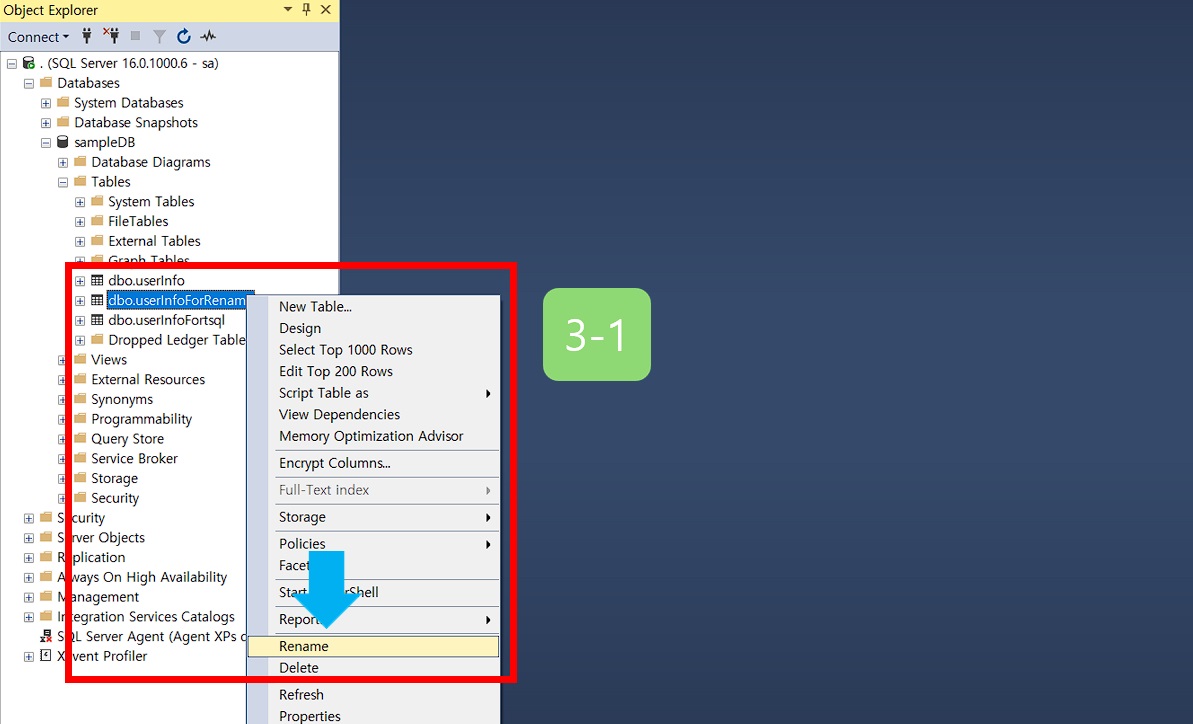 Object Explorer
Connect
. (SQL Server 16.0.1000.6 - sa)
Databases
System Databases
Database Snapshots
sampleDB
Database Diagrams
Tables
System Tables
FileTables
External Tables
Graph Tables
dbo.userInfo
dbo.userInfoForRenam
dbo.userInfoFortsql
Dropped Ledger Table
Views
External Resources
Synonyms
Programmability
Query Store
Service Broker
Storage
Security
Security
Server Objects
Replication
Always On High Availability
Management
Integration Services Catalogs
SQL Server Agent (Agent XPs
XEvent Profiler
New Table...
Design
Select Top 1000 Rows
Edit Top 200 Rows
Script Table as
View Dependencies
Memory Optimization Advisor
Encrypt Columns...
Full-Text index
Storage
Policies
Facet
Start rShell
Report
Rename
Delete
Refresh
Properties
3-1